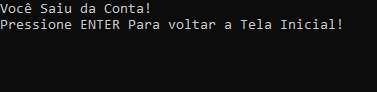 Você Saiu da Conta!
Pressione ENTER Para voltar a Tela Inicial!